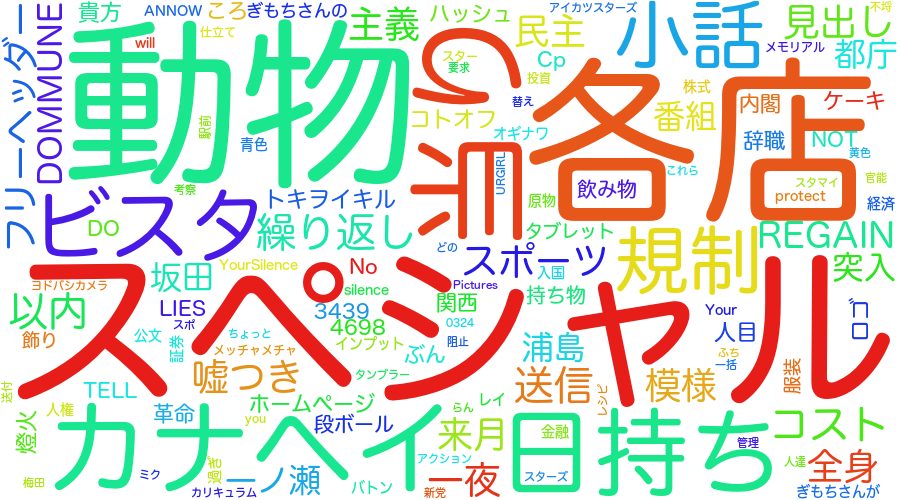 貴方
ANNOW
ころ
ぎもちさんの
主義
ハッシュ
民主
アイカツスターズ
小話
見出し
不埒
will
仕立て
スター
要求
Cp
投資
メモリアル
都庁
フリーヘッダー
DOMMUNE
動物
の
コトオフ
替え
各店
株式
番組
内閣
ケーキ
駅前
青色
オギナワ
URGIRL
辞職
NOT
黄色
考察
トキヲイキル
沼
原物
飲み物
これら
スタマイ
官能
protect
経済
DO
ビスタ
繰り返し
どの
スポーツ
タブレット
規制
REGAIN
坂田
YourSilence
No
silence
Pictures
入国
持ち物
突入
ヨドバシカメラ
LIES
スペシャル
3439
関西
Your
人目
以内
スポ
4698
0324
飾り
公文
証券
ちょっと
インプット
阻止
ぶん
浦島
ふち
一括
メッチャメチャ
服装
嘘つき
タンブラー
送信
模様
レシピ
送付
TELL
ホームページ
レイ
コスト
人権
革命
you
段ボール
らん
来月
金融
燈火
カナヘイ
日持ち
管理
過ぎ
一ノ瀬
アクション
スターズ
人達
全身
梅田
ミク
カリキュラム
バトン
新党
一夜
ぎもちさんが